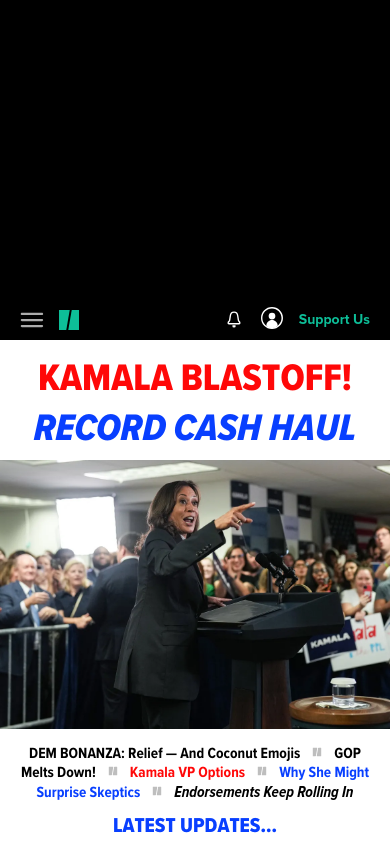 Support Us
KAMALA BLASTOFF!
RECORD CASH HAUL
KAMALA
DEM BONANZA: Relief — And Coconut Emojis GOP
Melts Down! Kamala VP Options Why She Might
Surprise Skeptics Endorsements Keep Rolling In
LATEST UPDATES...